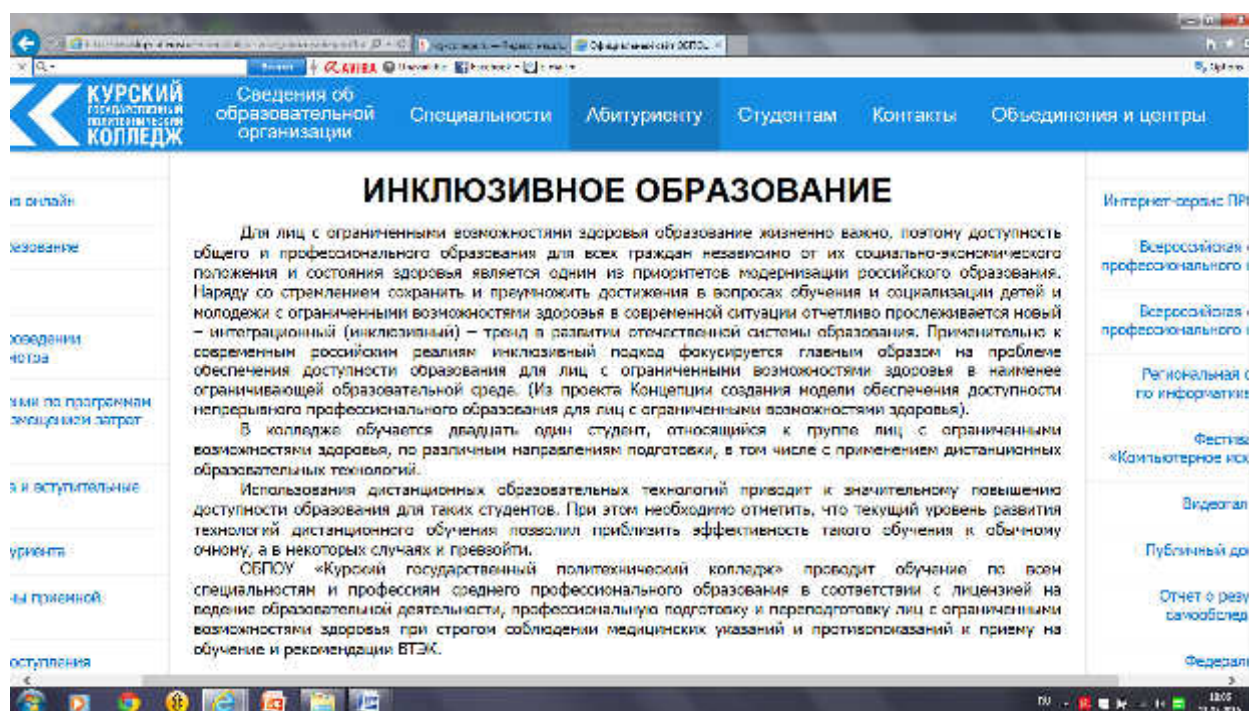 КУРСКИЙ
ГОСУДАРСТВЕННЫЙ
ПОЛИТЕХНИЧЕСКИЙ
КОЛЛЕДЖ
Сведения об
образовательной
организации
Специальности
Абитуриенту
Студентам
Контакты
Объединения и центры
ИНКЛЮЗИВНОЕ ОБРАЗОВАНИЕ
Для лиц с ограниченными возможностями здоровья образование жизненно важно, поэтому доступность
общего и профессионального образования для всех граждан независимо от их социально-экономического
положения и состояния здоровья является одним из приоритетов модернизации российского образования.
Наряду со стремлением сохранить и преумножить достижения в вопросах обучения и социализации детей и
молодежи с ограниченными возможностями здоровья в современной ситуации отчетливо прослеживается новый
– интеграционный (инклюзивный) – тренд в развитии отечественной системы образования. Применительно к
современным российским реалиям инклюзивный подход фокусируется главным образом на проблеме
обеспечения доступности образования для лиц с ограниченными возможностями здоровья в наименее
ограничивающей образовательной среде. (Из проекта Концепции создания модели обеспечения доступности
непрерывного профессионального образования для лиц с ограниченными возможностями здоровья).
В колледже обучается двадцать один студент, относящийся к группе лиц с ограниченными
возможностями здоровья, по различным направлениям подготовки, в том числе с применением дистанционных
образовательных технологий.
Использования дистанционных образовательных технологий приводит к значительному повышению
доступности образования для таких студентов. При этом необходимо отметить, что текущий уровень развития
технологий дистанционного обучения позволил приблизить эффективность такого обучения к обычному
очному, а в некоторых случаях и превзойти.
ОБПОУ «Курский государственный политехнический колледж» проводит обучение по всем
специальностям и профессиям среднего профессионального образования в соответствии с лицензией на
ведение образовательной деятельности, профессиональную подготовку и переподготовку лиц с ограниченными
возможностями здоровья при строгом соблюдении медицинских указаний и противопоказаний к приему на
обучение и рекомендации ВТЭК.
онлайн
по программам
затрат
и вступительные
приемной
Интернет-сервис
Всероссийская
профессионального
Всероссийская
профессионального
Региональная
по
«Компьютерное
Публичный
Отчет о
RU
18:05